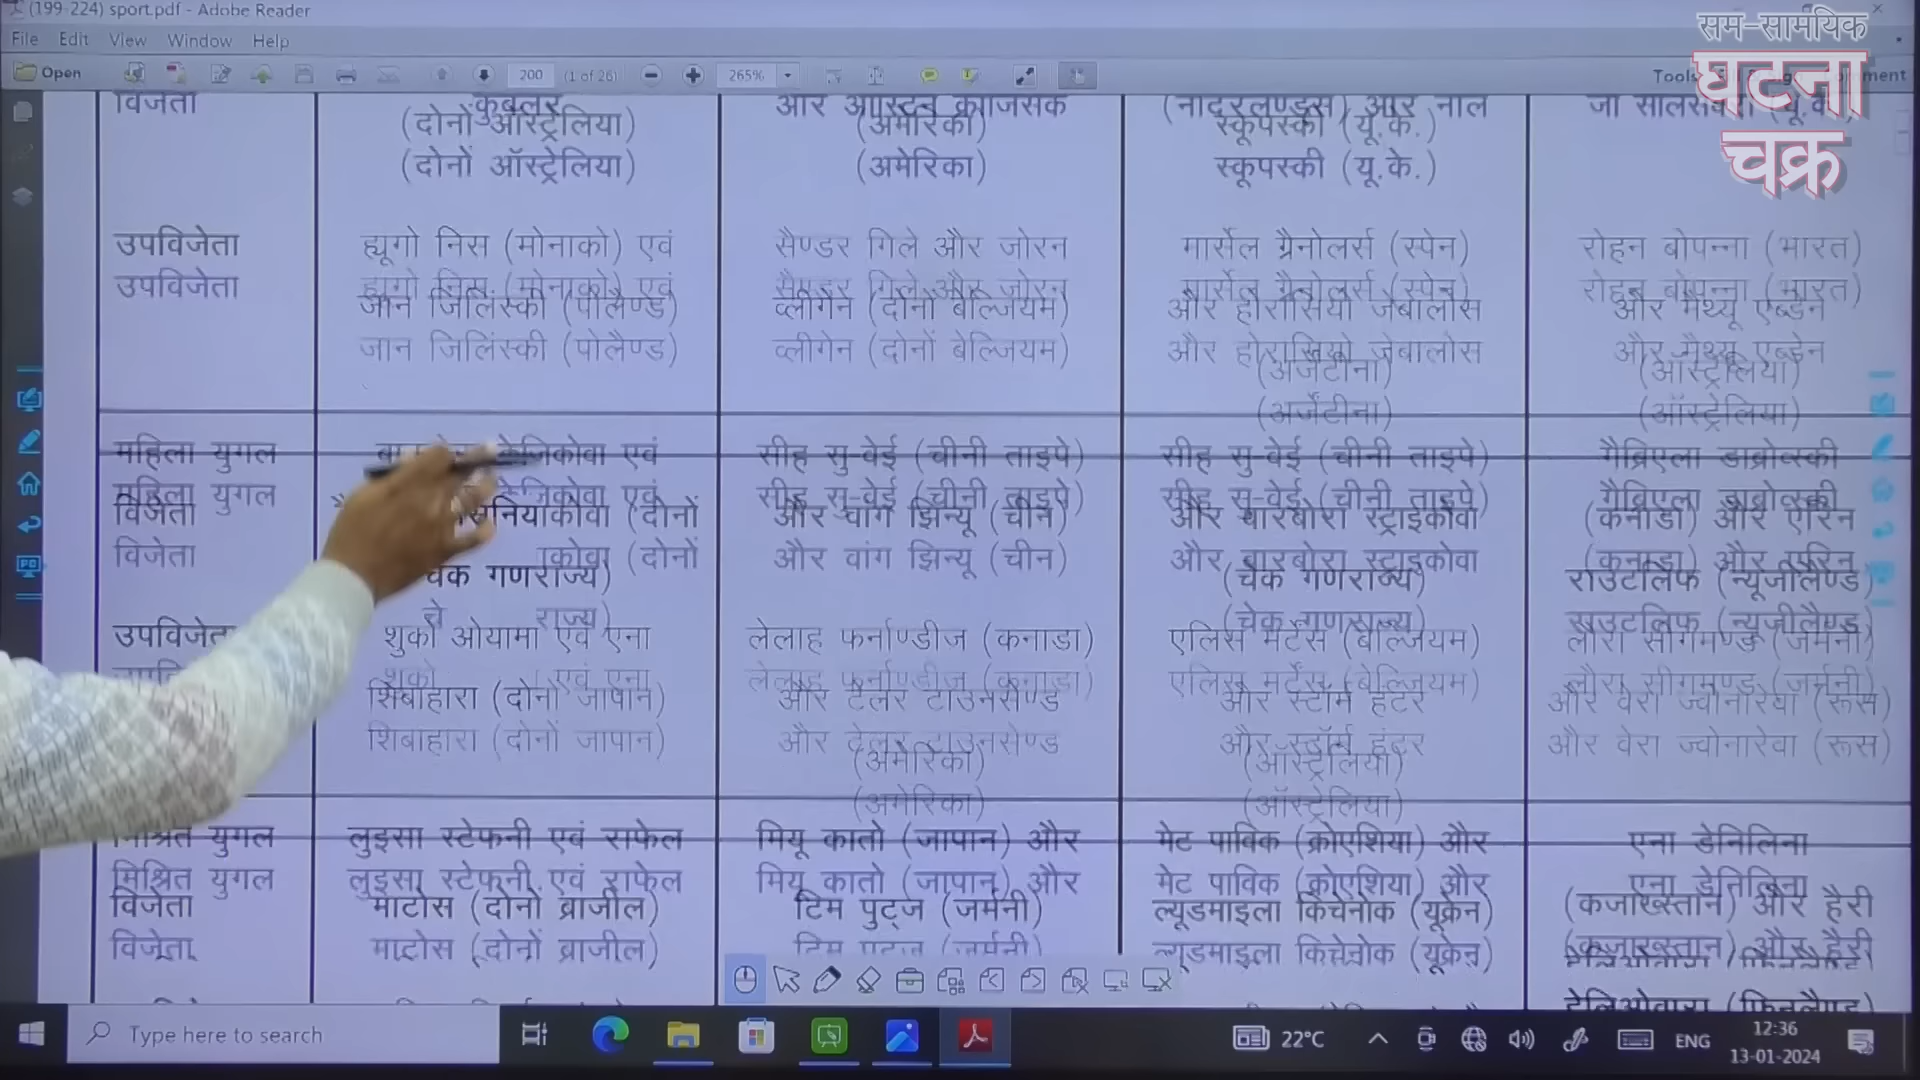 (199-224) sport.pdf - Adobe Reader
File Edit View Window Help
Open 200 (1 of 26) 265% Tools
सम-सामयिक
घटना
चक्र
विजेता
(दोनों ऑस्ट्रेलिया) (अमेरिका) स्कूपस्की (यू.के.)
उपविजेता ह्यूगो निस (मोनाको) एवं सैण्डर गिले और जोरन मार्सेल ग्रैनोलर्स (स्पेन) रोहन बोपन्ना (भारत)
जान जिलिंस्की (पोलैण्ड) व्लीगेन (दोनों बेल्जियम) और होरासियो जेबालोस और मैथ्यू एब्डेन
(अर्जेंटीना) (ऑस्ट्रेलिया)
महिला युगल एवं सीह सु-वेई (चीनी ताइपे) सीह सु-वेई (चीनी ताइपे) गैब्रिएला डाब्रोव्स्की
विजेता (दोनों और वांग झिन्यू (चीन) और बारबोरा स्ट्राइकोवा (कनाडा) और एरिन
गणराज्य) (चेक गणराज्य) राउटलिफ (न्यूजीलैण्ड)
शुको ओयामा एवं एना लेलाह फर्नाण्डीज (कनाडा) एलिस मर्टेंस (बेल्जियम) लौरा सीगमण्ड (जर्मनी)
शिबाहारा (दोनों जापान) और टेलर टाउनसेण्ड और स्टॉर्म हंटर और वेरा ज्वोनारेवा (रूस)
(अमेरिका) (ऑस्ट्रेलिया)
मिश्रित युगल लुइसा स्टेफनी एवं राफेल मियू कातो (जापान) और मेट पाविक (क्रोएशिया) और एना डेनिलिना
विजेता माटोस (दोनों ब्राजील) टिम पुट्ज (जर्मनी) ल्यूडमाइला किचेनोक (यूक्रेन) (कजाख्स्तान) और हैरी
हेलिओवारा (फिनलैण्ड)
Type here to search 22°C ENG 12:36
13-01-2024